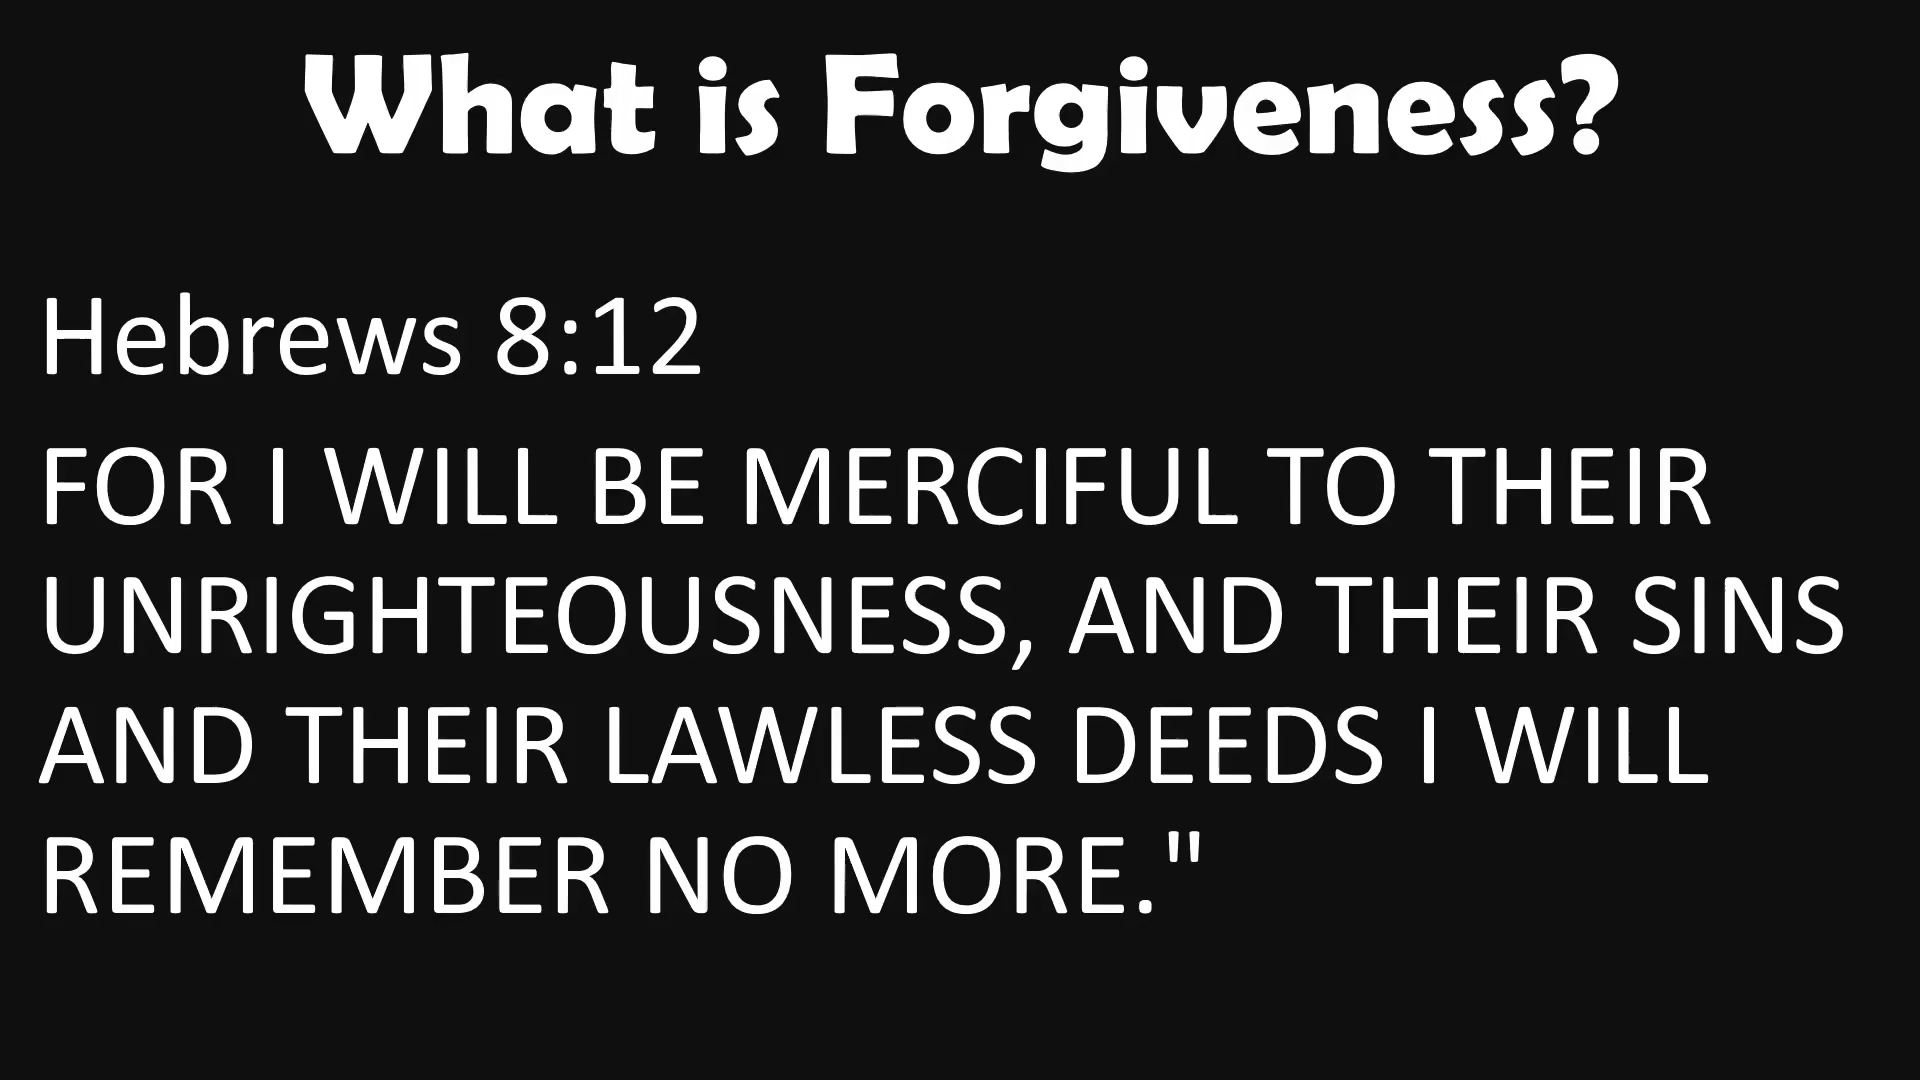 What is Forgiveness?
Hebrews 8:12
FOR I WILL BE MERCIFUL TO THEIR
UNRIGHTEOUSNESS, AND THEIR SINS
AND THEIR LAWLESS DEEDS I WILL
REMEMBER NO MORE."